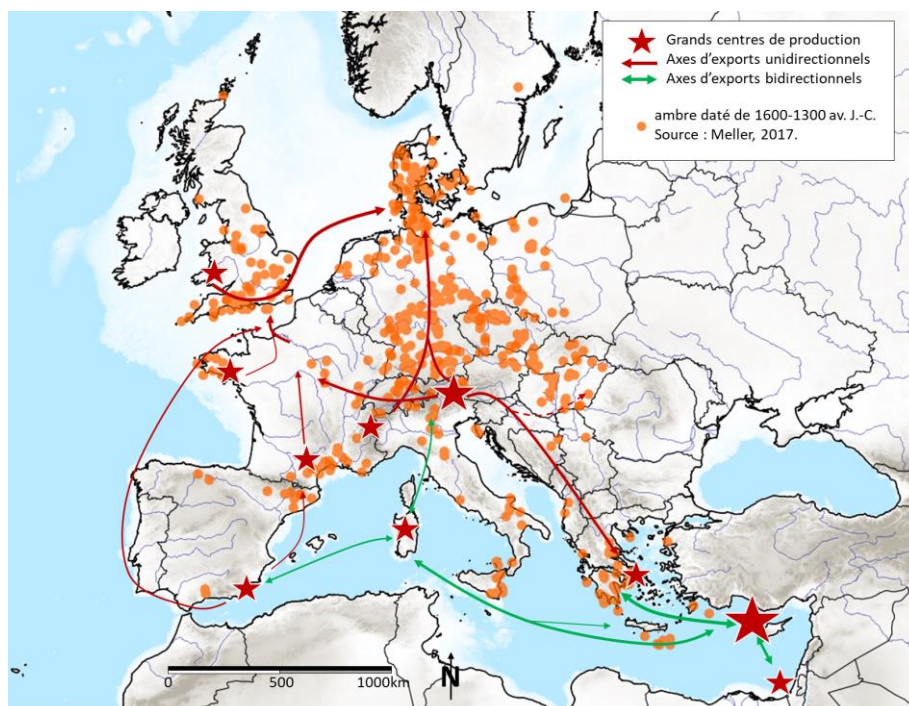 Grands centres de production
Axes d'exports unidirectionnels
Axes d'exports bidirectionnels
ambre daté de 1600-1300 av. J.-C.
Source : Meller, 2017.
0 500 1000km
N